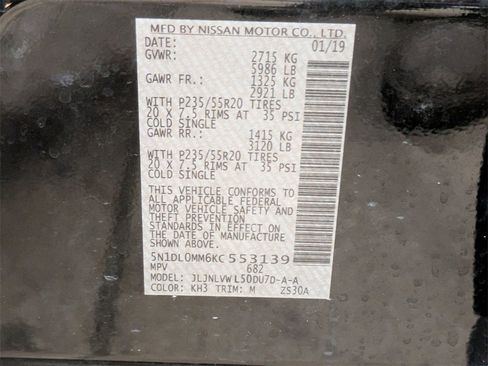 MFD BY NISSAN MOTOR CO., LTD.
DATE: 01/19
GVWR: 2715 KG
5986 LB
GAWR FR.: 1325 KG
2921 LB
WITH P235/55R20 TIRES
20 X 7.5 RIMS AT 35 PSI
COLD SINGLE
GAWR RR.: 1415 KG
3120 LB
WITH P235/55R20 TIRES
20 X 7.5 RIMS AT 35 PSI
COLD SINGLE
THIS VEHICLE CONFORMS TO
ALL APPLICABLE FEDERAL
MOTOR VEHICLE SAFETY AND
THEFT PREVENTION
STANDARDS IN EFFECT ON
THE DATE OF MANUFACTURE
5N1DL0MM6KC553139
MPV 682
MODEL: JLJNLVWL50DU7D-A-A
COLOR: KH3 TRIM: M ZS30A